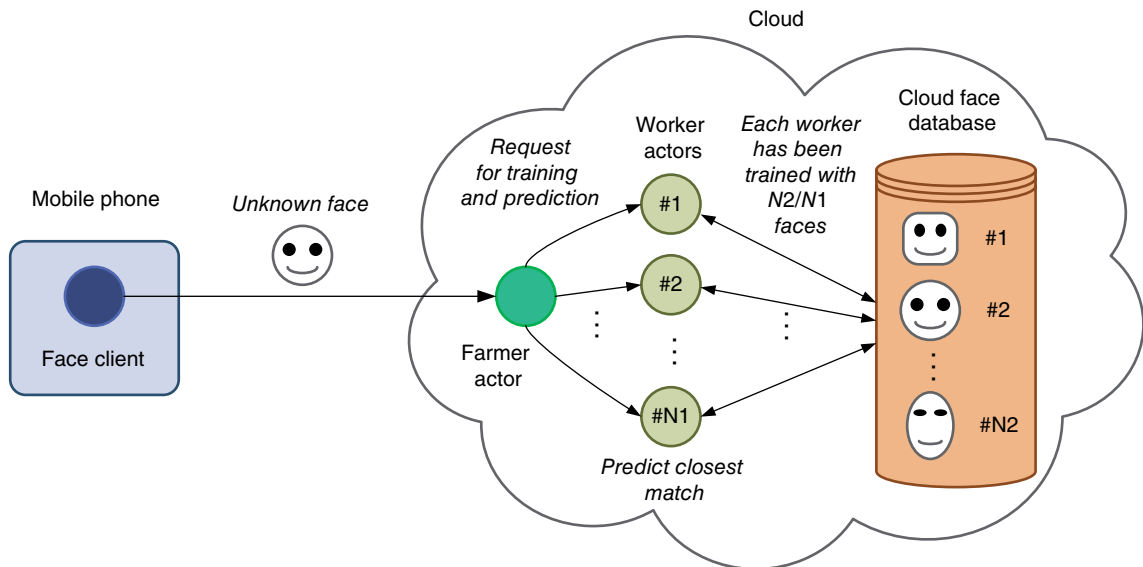 Cloud
Mobile phone
Face client
Unknown face
Request
for training
and prediction
Farmer
actor
Worker
actors
#1
#2
#N1
Predict closest
match
Each worker
has been
trained with
N2/N1
faces
Cloud face
database
#1
#2
#N2